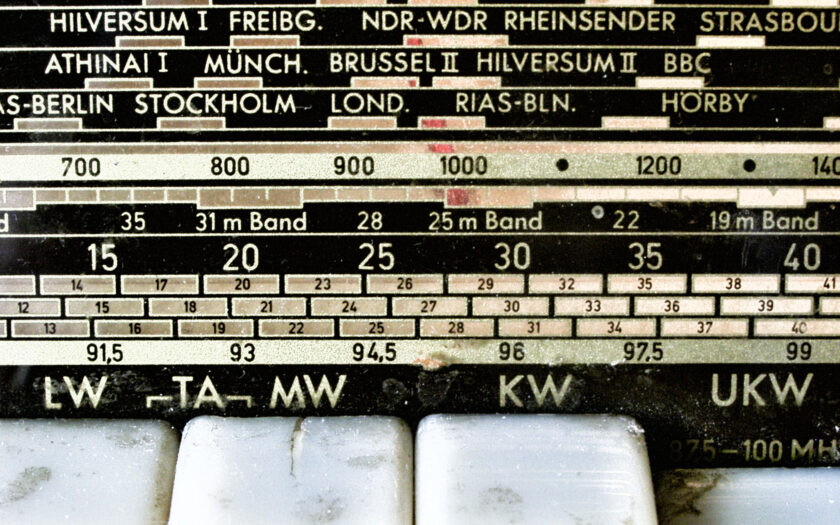 HILVERSUM I FREIBG. NDR-WDR RHEINSENDER STRASBOU
ATHINAI I MÜNCH. BRUSSEL II HILVERSUM II BBC
AS-BERLIN STOCKHOLM LOND. RIAS-BLN. HÖRBY
700 800 900 1000 • 1200 • 140
d 35 31 m Band 28 25 m Band 22 19 m Band
15 20 25 30 35 40
14 17 20 23 26 29 32 35 38 41
12 15 18 21 24 27 30 33 36 39
13 16 19 22 25 28 31 34 37 40
91,5 93 94,5 96 97,5 99
LW TA MW KW UKW
87,5 – 100 MH